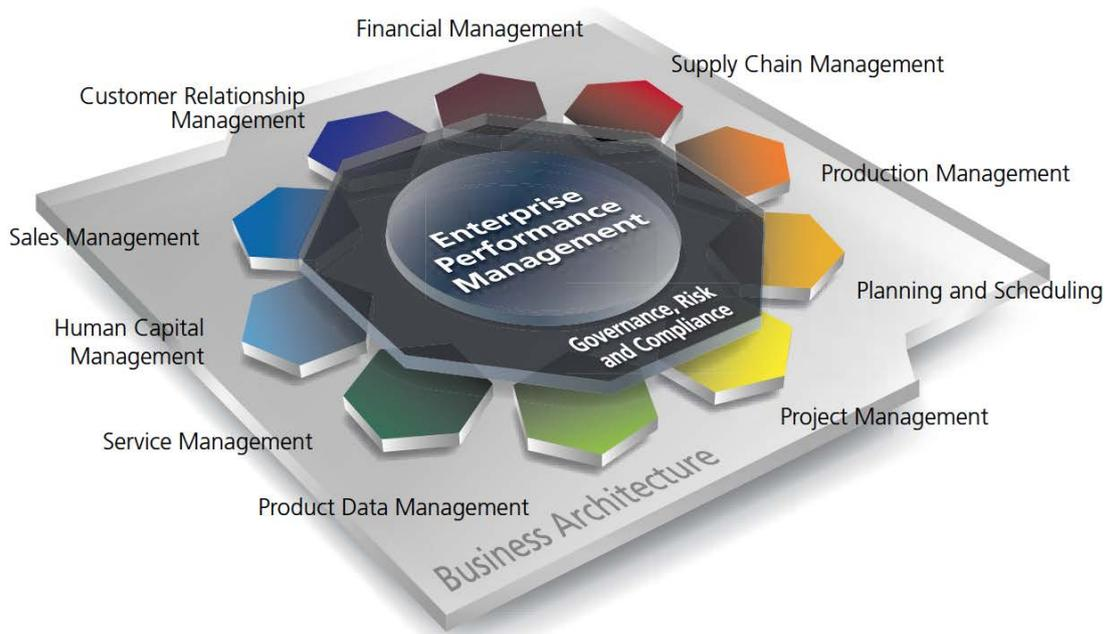 Financial Management
Supply Chain Management
Customer Relationship
Management
Production Management
Enterprise
Performance
Management
Sales Management
Planning and Scheduling
Governance, Risk
and Compliance
Human Capital
Management
Project Management
Service Management
Product Data Management
Business Architecture